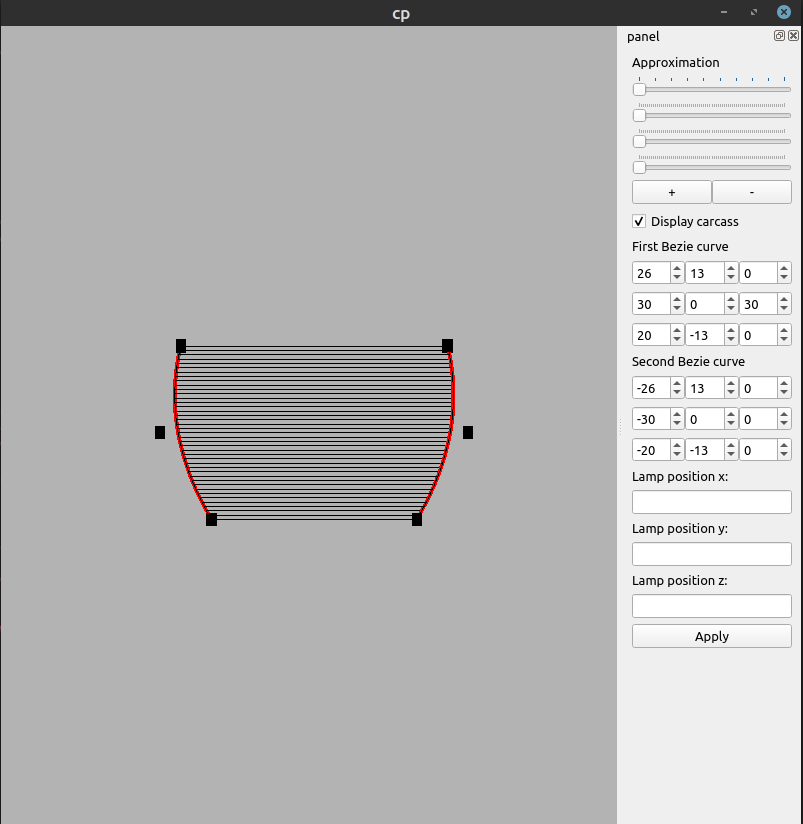 cp
panel
Approximation
+ -
Display carcass
First Bezie curve
26 13 0
30 0 30
20 -13 0
Second Bezie curve
-26 13 0
-30 0 0
-20 -13 0
Lamp position x:
Lamp position y:
Lamp position z:
Apply